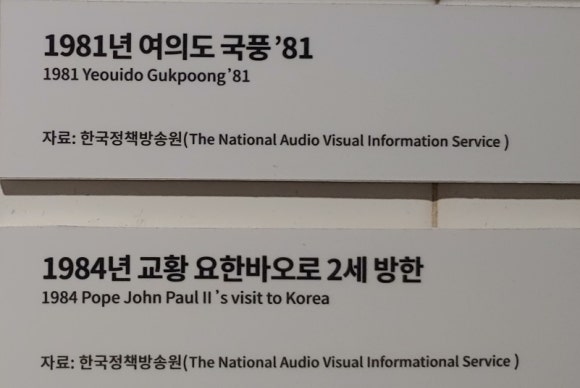 1981년 여의도 국풍 ’81
1981 Yeouido Gukpoong’81
자료: 한국정책방송원(The National Audio Visual Information Service )
1984년 교황 요한바오로 2세 방한
1984 Pope John Paul II ’s visit to Korea
자료: 한국정책방송원(The National Audio Visual Informational Service )